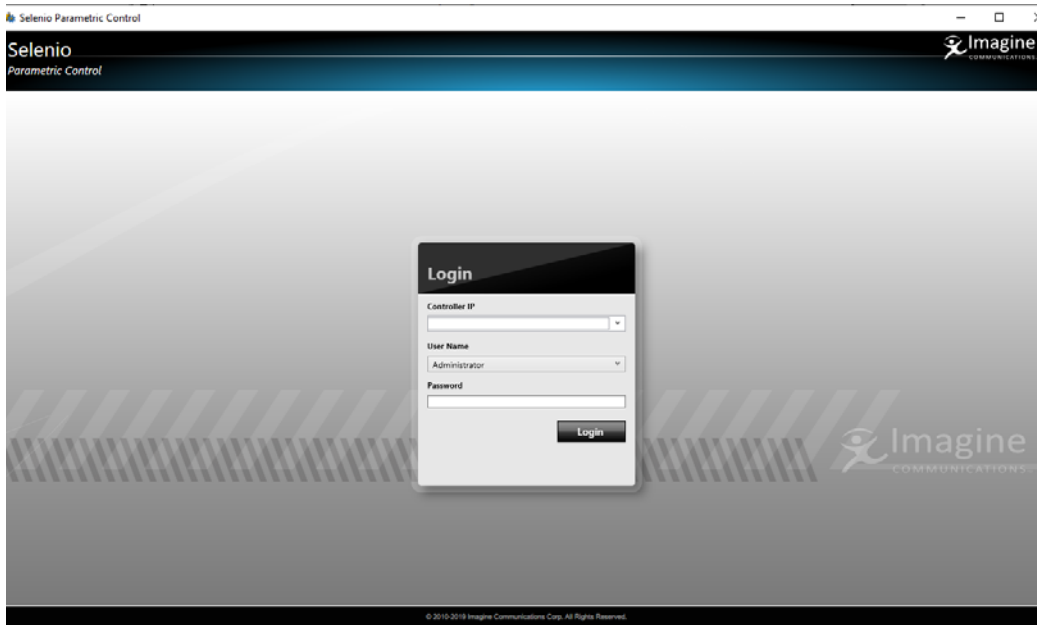 Selenio Parametric Control
Selenio
Parametric Control
Imagine
COMMUNICATIONS
Login
Controller IP
User Name
Administrator
Password
Login
Imagine
COMMUNICATIONS
© 2010-2019 Imagine Communications Corp. All Rights Reserved.